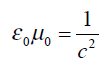 ε₀μ₀ = 1/c²